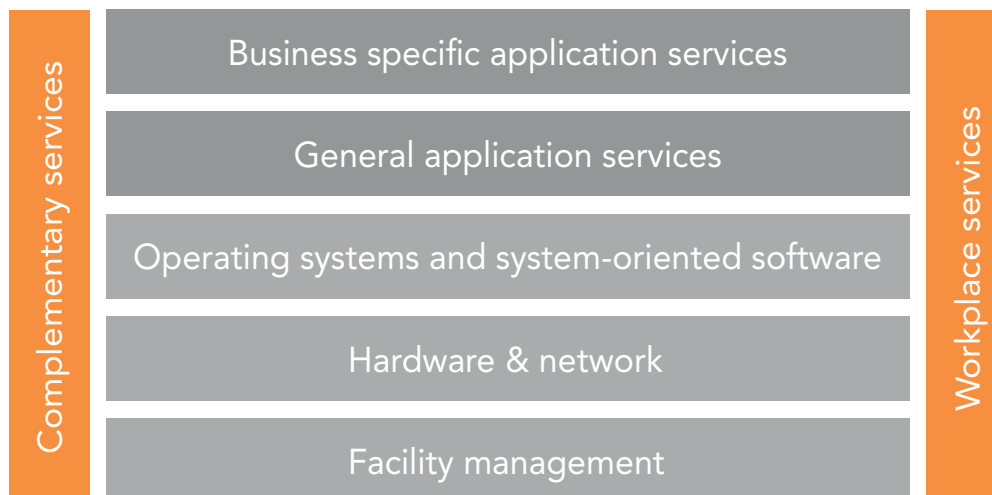 Complementary services
Business specific application services
General application services
Operating systems and system-oriented software
Hardware & network
Facility management
Workplace services